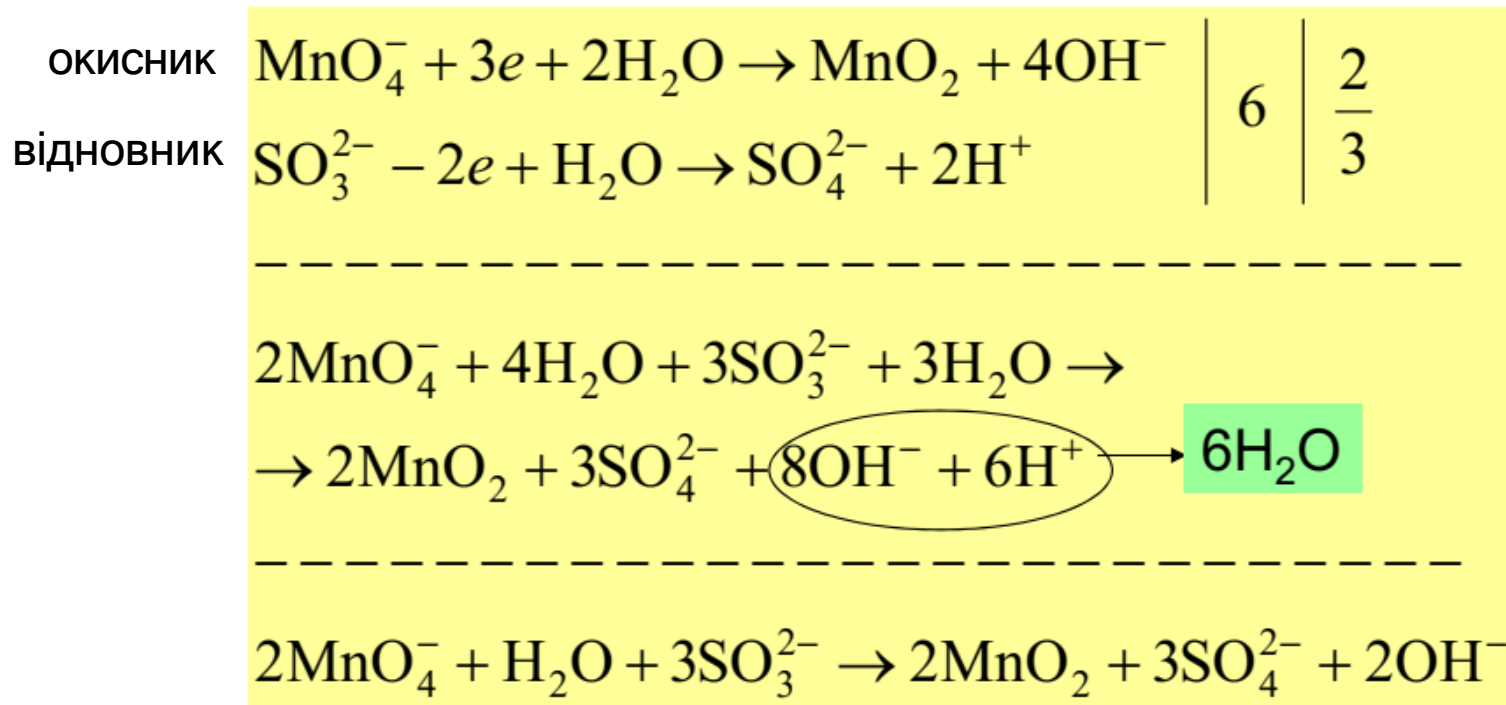 окисник MnO₄⁻ + 3e + 2H₂O → MnO₂ + 4OH⁻ | 6 | 2
відновник SO₃²⁻ − 2e + H₂O → SO₄²⁻ + 2H⁺ | | 3
2MnO₄⁻ + 4H₂O + 3SO₃²⁻ + 3H₂O →
→ 2MnO₂ + 3SO₄²⁻ + 8OH⁻ + 6H⁺ → 6H₂O
2MnO₄⁻ + H₂O + 3SO₃²⁻ → 2MnO₂ + 3SO₄²⁻ + 2OH⁻